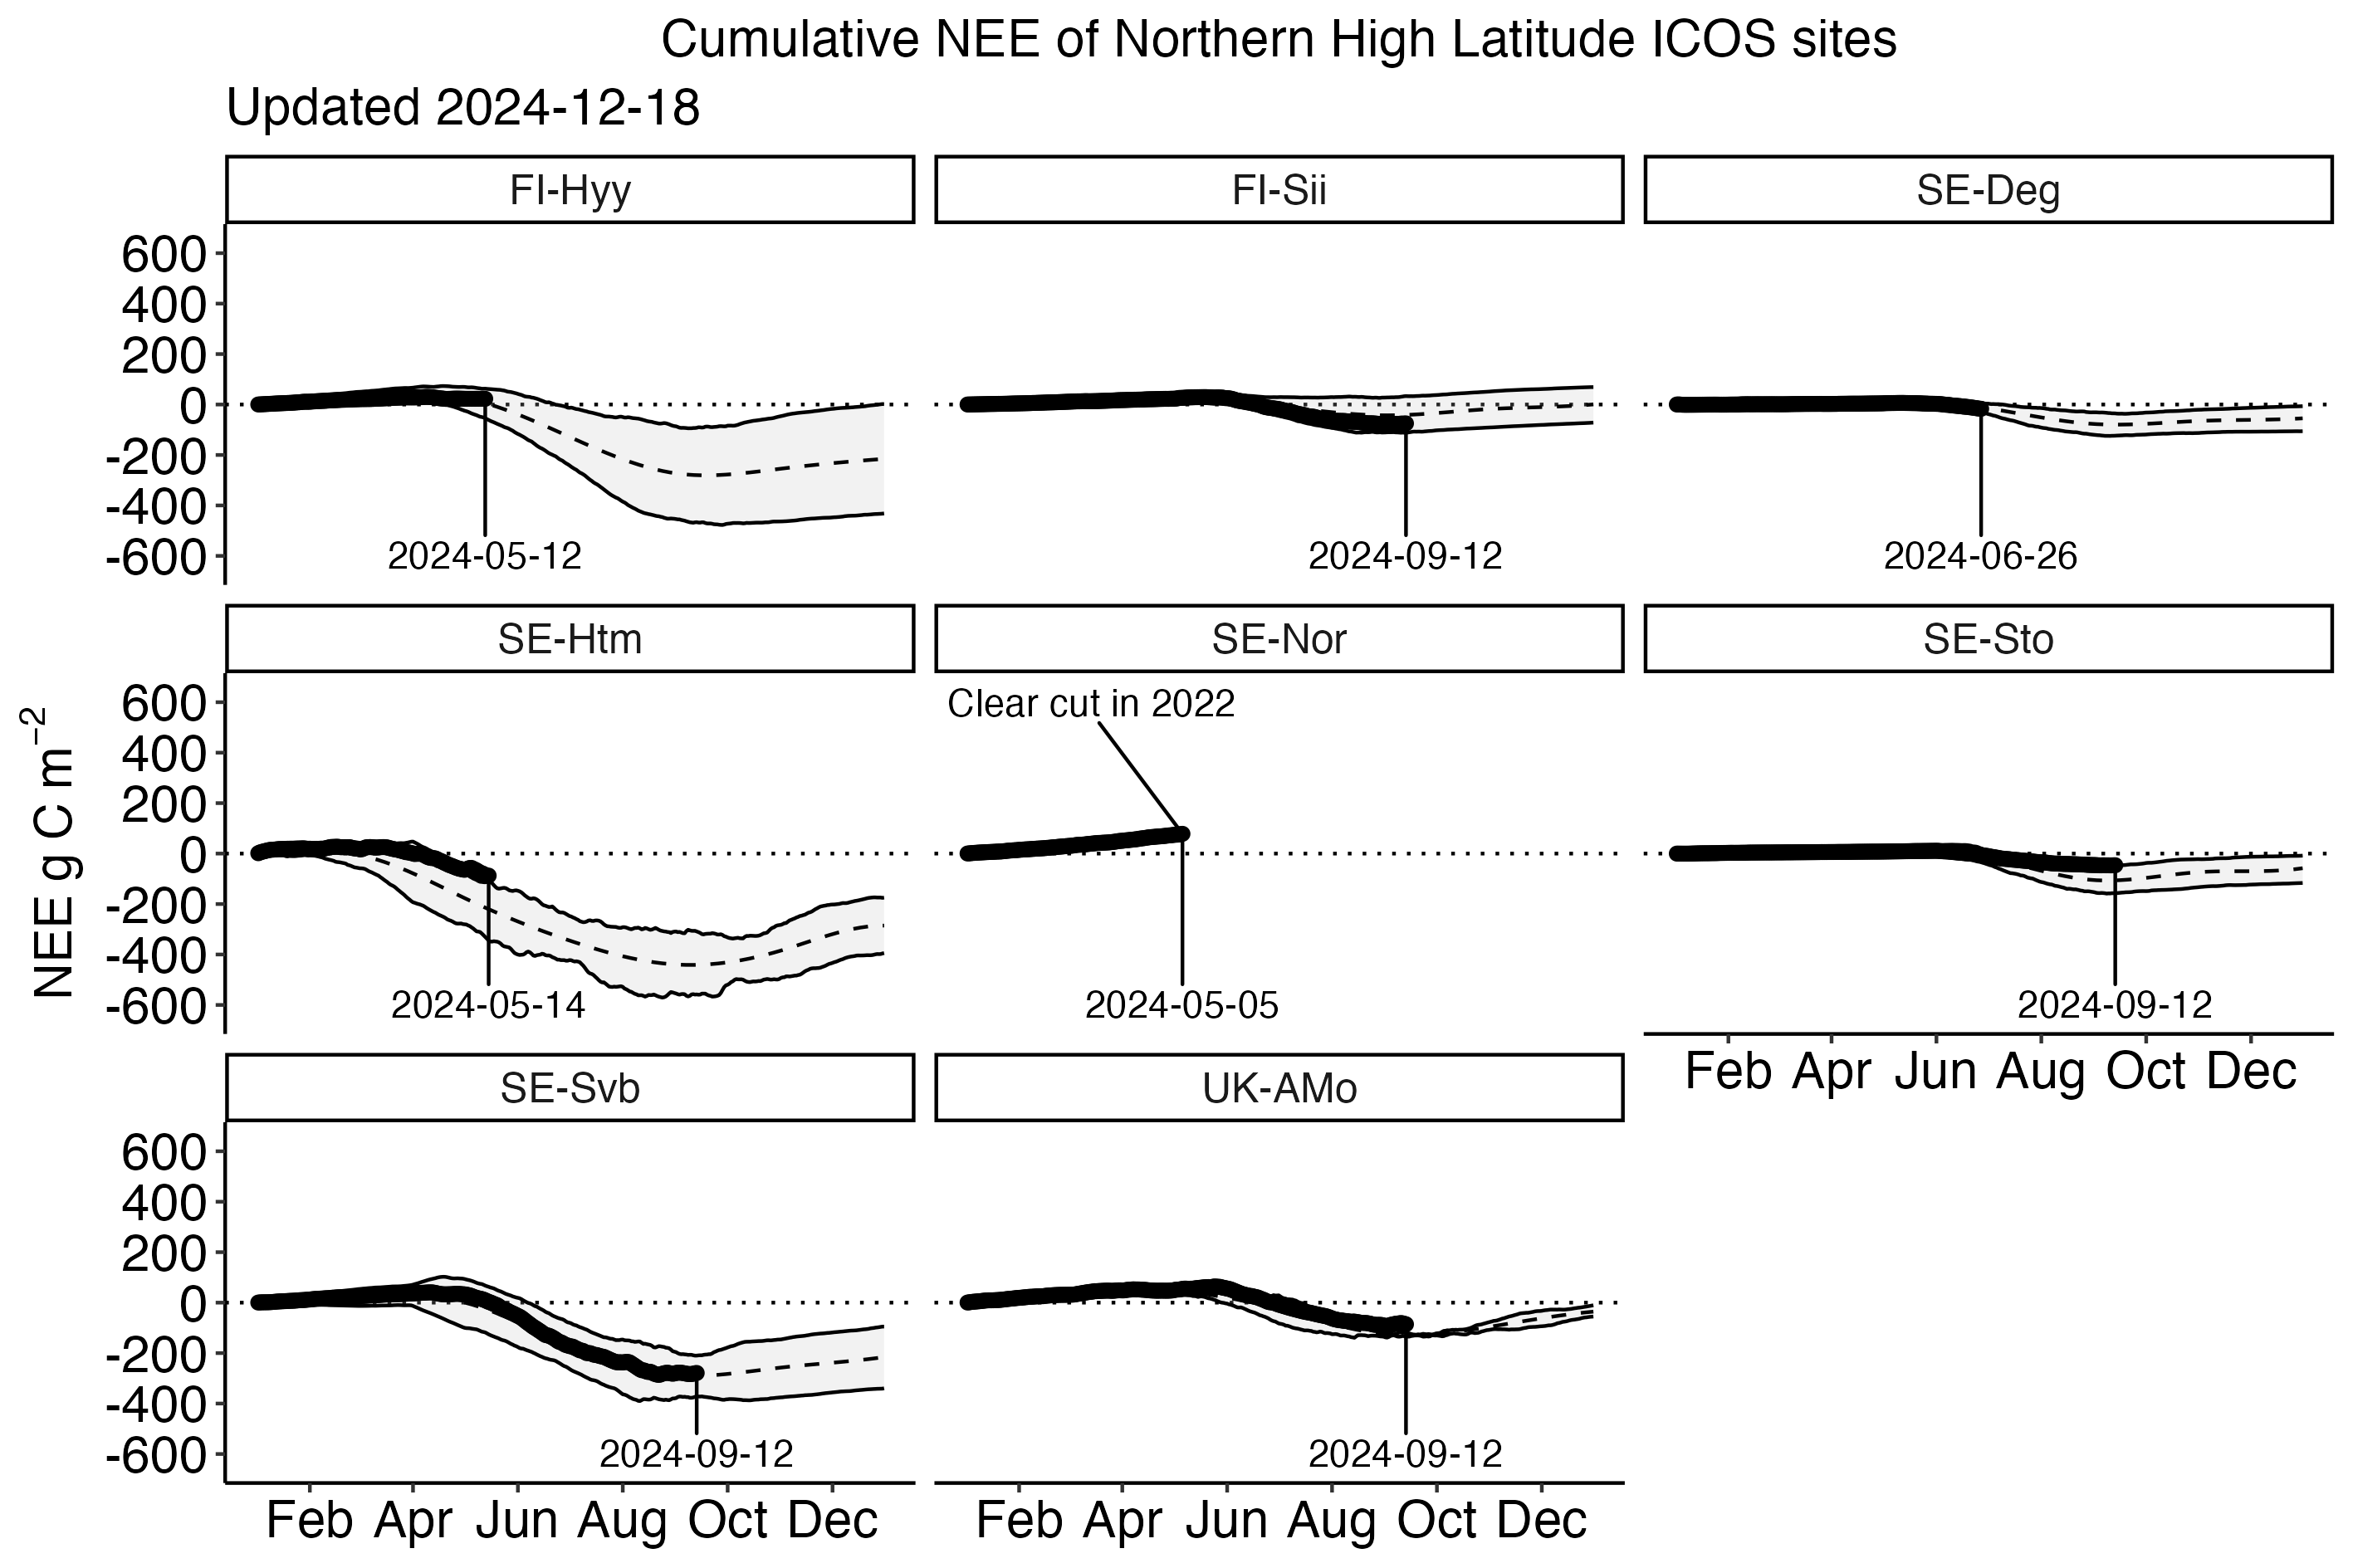 Cumulative NEE of Northern High Latitude ICOS sites
Updated 2024-12-18
FI-Hyy
FI-Sii
SE-Deg
600
400
200
0
-200
-400
-600
2024-05-12
2024-09-12
2024-06-26
NEE g C m⁻²
SE-Htm
SE-Nor
SE-Sto
600
400
200
0
-200
-400
-600
Clear cut in 2022
2024-05-14
2024-05-05
2024-09-12
Feb Apr Jun Aug Oct Dec
SE-Svb
UK-AMo
600
400
200
0
-200
-400
-600
2024-09-12
2024-09-12
Feb Apr Jun Aug Oct Dec
Feb Apr Jun Aug Oct Dec